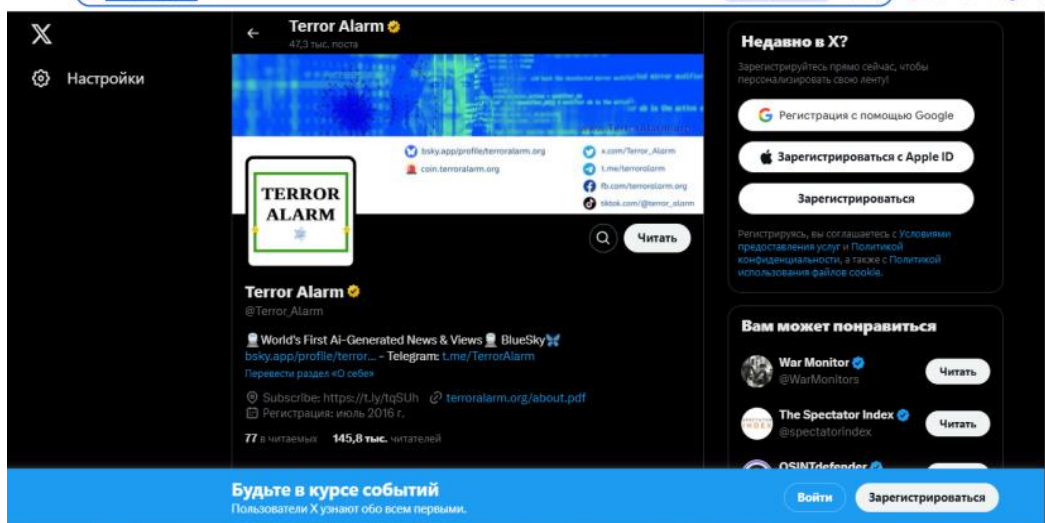 Terror Alarm
47,3 тыс. поста
Настройки
bsky.app/profile/terroralarm.org
coin.terroralarm.org
x.com/Terror_Alarm
t.me/terroralarm
fb.com/terroralarm.org
tiktok.com/@terror_alarm
TERROR
ALARM
Читать
Terror Alarm
@Terror_Alarm
World's First Ai-Generated News & Views BlueSky
bsky.app/profile/terror... – Telegram: t.me/TerrorAlarm
Перевести раздел «О себе»
Subscribe: https://t.ly/tqSUh terroralarm.org/about.pdf
Регистрация: июль 2016 г.
77 в читаемых 145,8 тыс. читателей
Недавно в X?
Зарегистрируйтесь прямо сейчас, чтобы
персонализировать свою ленту!
Регистрация с помощью Google
Зарегистрироваться с Apple ID
Зарегистрироваться
Регистрируясь, вы соглашаетесь с Условиями
предоставления услуг и Политикой
конфиденциальности, а также с Политикой
использования файлов cookie.
Вам может понравиться
War Monitor
@WarMonitors
Читать
The Spectator Index
@spectatorindex
Читать
OSINTdefender
Будьте в курсе событий
Пользователи X узнают обо всем первыми.
Войти
Зарегистрироваться